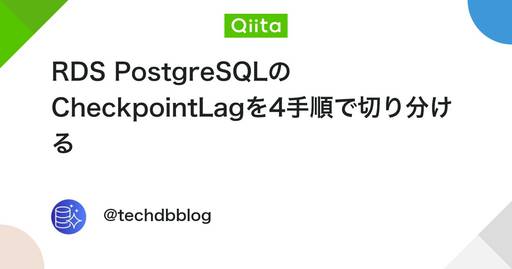 Qiita
RDS PostgreSQLの
CheckpointLagを4手順で切り分け
る
@techdbblog